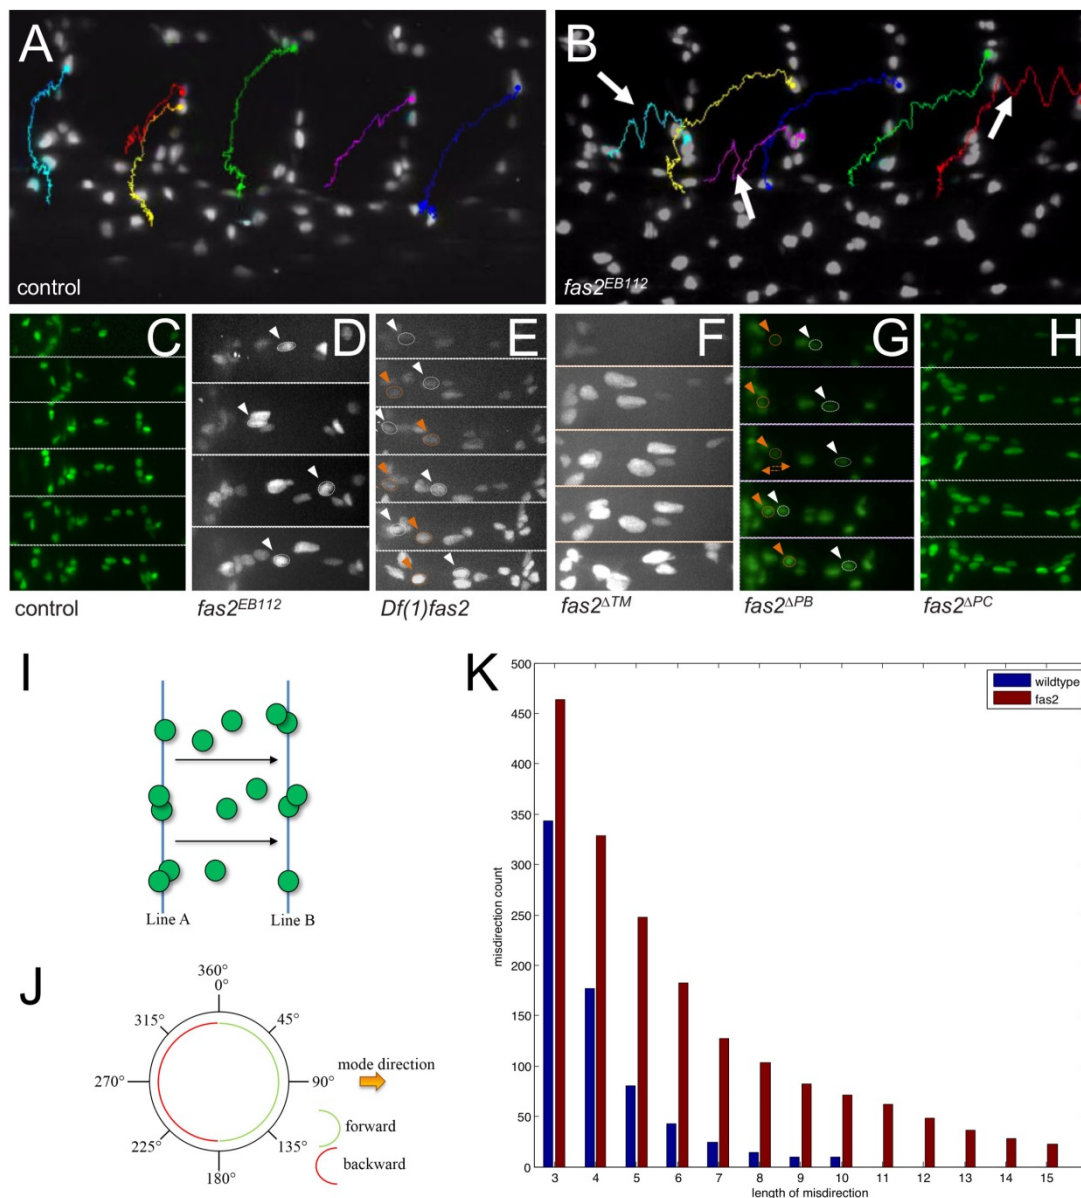 A
B
control
fas2EB112
C
D
E
F
G
H
control
fas2EB112
Df(1)fas2
fas2ΔTM
fas2ΔPB
fas2ΔPC
I
Line A
Line B
J
360°
0°
45°
90°
135°
180°
225°
270°
315°
mode direction
forward
backward
K
500
450
400
350
300
250
200
150
100
50
0
misdirection count
wildtype
fas2
3 4 5 6 7 8 9 10 11 12 13 14 15
length of misdirection